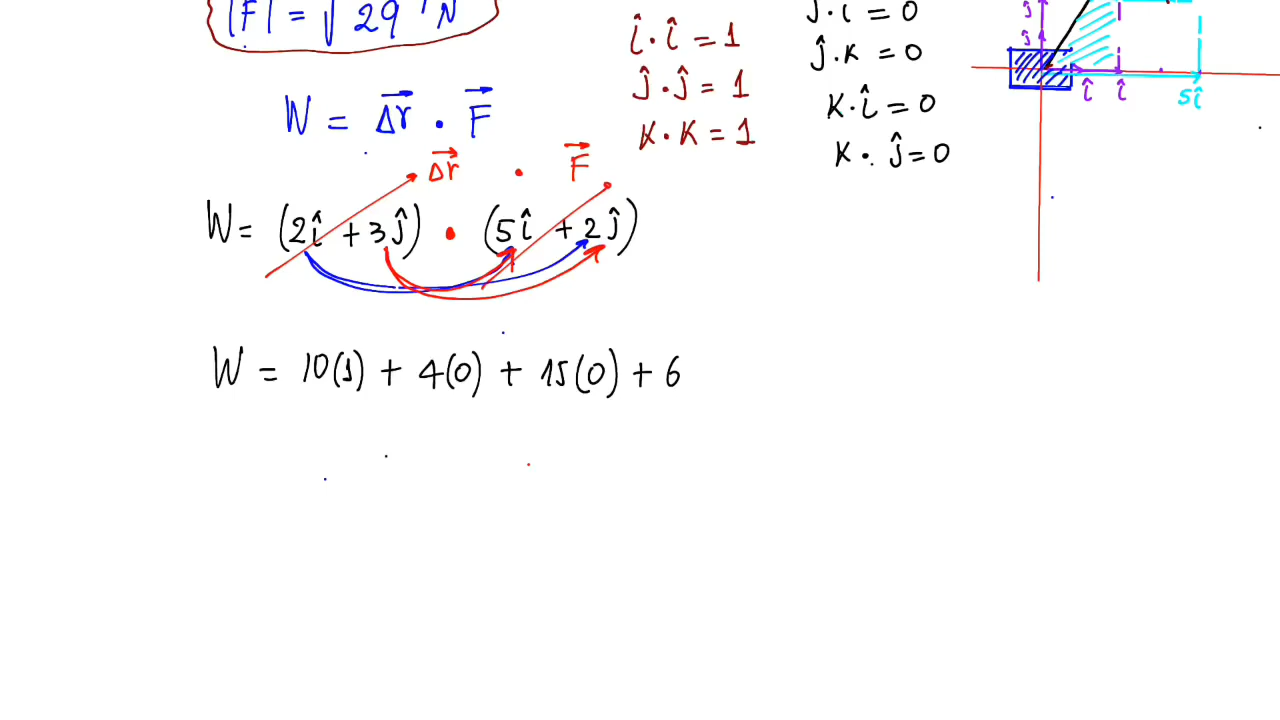 |F| = √29 N
î · î = 1
ĵ · ĵ = 1
K · K = 1
ĵ · K = 0
K · î = 0
K · ĵ = 0
ĵ
ĵ
î
î
5î
W = Δr⃗ · F⃗
Δr⃗ · F⃗
W = (2î + 3ĵ) · (5î + 2ĵ)
W = 10(1) + 4(0) + 15(0) + 6